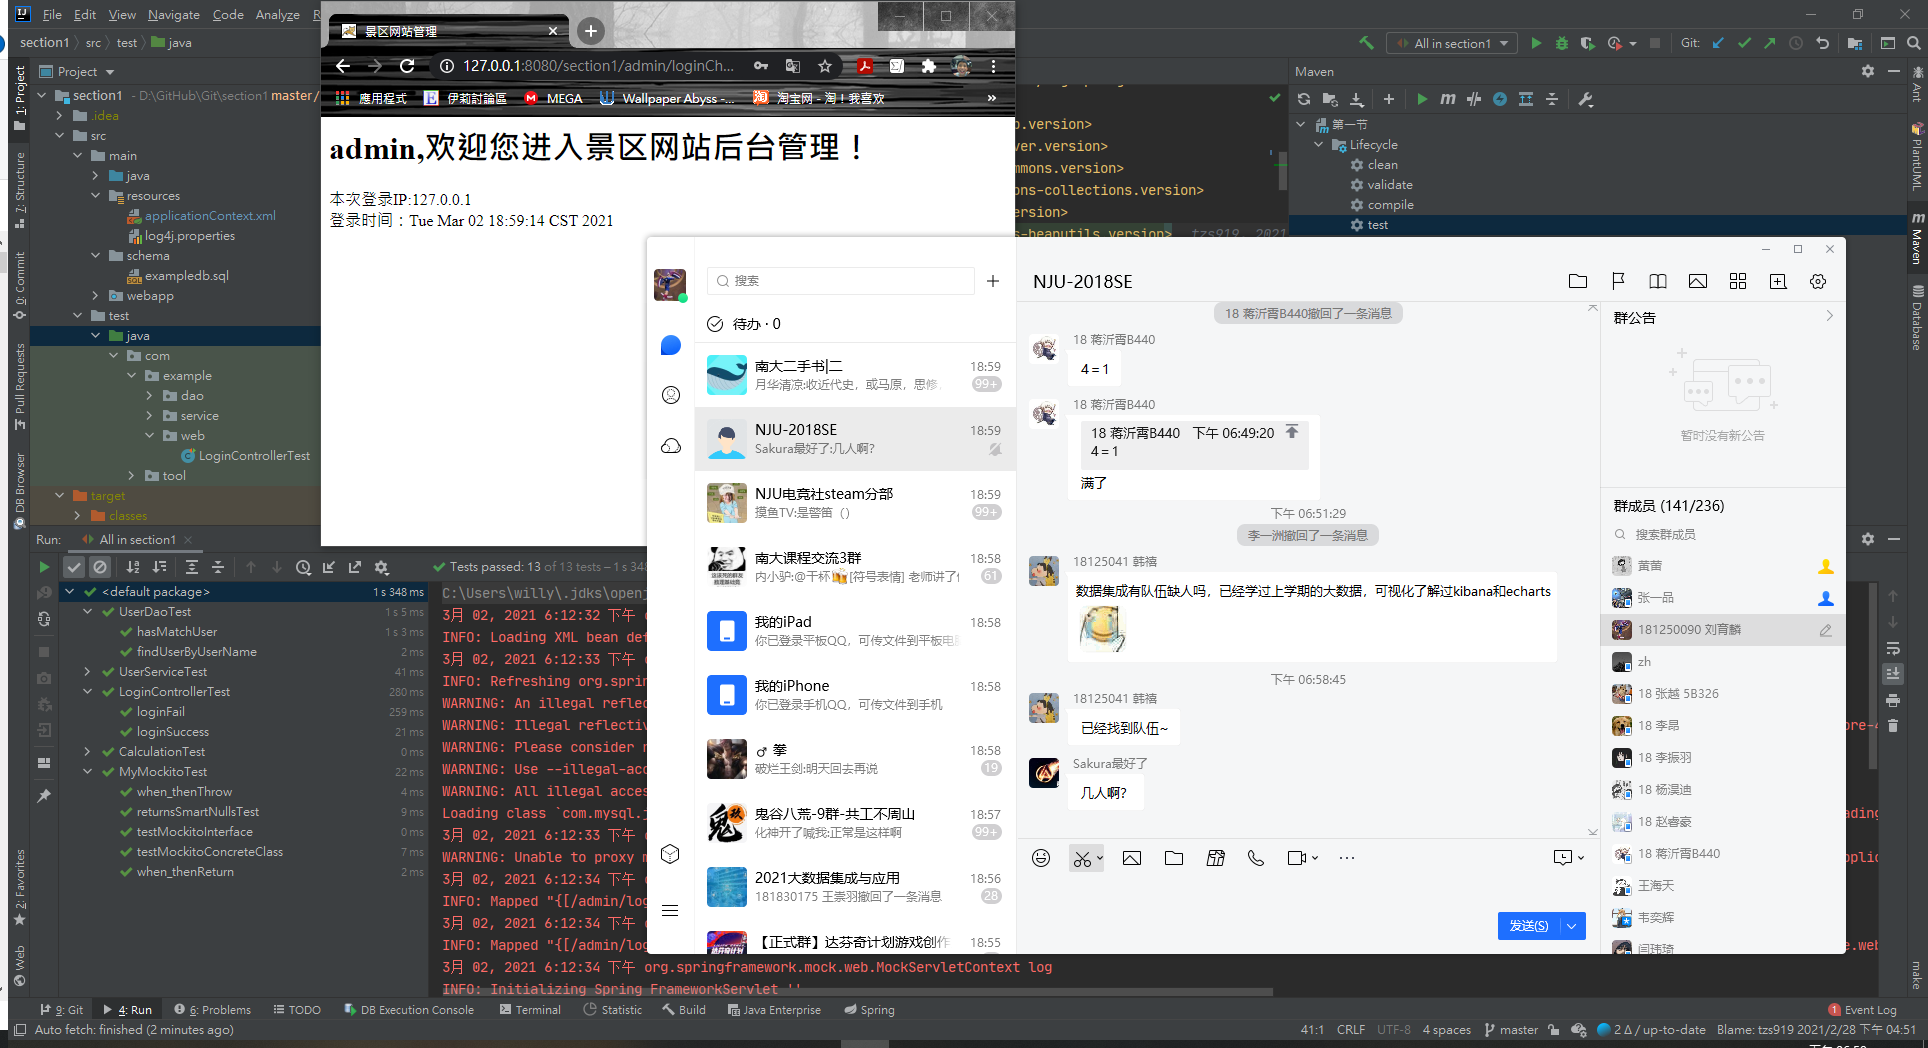 File Edit View Navigate Code Analyze R
section1 src test java
All in section1
Git:
1: Project
7: Structure
0: Commit
Pull Requests
DB Browser
2: Favorites
Web
Project
section1 - D:\GitHub\Git\section1 master /
.idea
src
main
java
resources
applicationContext.xml
log4j.properties
schema
exampledb.sql
webapp
test
java
com
example
dao
service
web
LoginControllerTest
tool
target
classes
景区网站管理
127.0.0.1:8080/section1/admin/loginCh...
應用程式
伊莉討論區
MEGA
Wallpaper Abyss -...
淘宝网 - 淘！我喜欢
»
admin,欢迎您进入景区网站后台管理！
本次登录IP:127.0.0.1
登录时间：Tue Mar 02 18:59:14 CST 2021
o.version>
ver.version>
mmons.version>
ons-collections.version>
ersion>
s-beanutils.version> tzs919, 2021
Maven
第一节
Lifecycle
clean
validate
compile
test
Ant
PlantUML
Maven
Database
make
搜索
待办 · 0
南大二手书|二 18:59
月华清凉:收近代史，或马原，思修 99+
NJU-2018SE 18:59
Sakura最好了:几人啊?
NJU电竞社steam分部 18:59
摸鱼TV:是警笛（） 99+
南大课程交流3群 18:58
内小驴:@干杯[符号表情] 老师讲了 61
我的iPad 18:58
你已登录平板QQ，可传文件到平板电
我的iPhone 18:58
你已登录手机QQ，可传文件到手机
♂ 拳 18:58
破烂王剑:明天回去再说 19
鬼谷八荒-9群-共工不周山 18:57
化神开了喊我:正常是这样啊 99+
2021大数据集成与应用 18:56
181830175 王崇羽撤回了一条消息 28
【正式群】达芬奇计划游戏创作 18:55
NJU-2018SE
18 蒋沂霄B440撤回了一条消息
18 蒋沂霄B440
4 = 1
18 蒋沂霄B440
18 蒋沂霄B440 下午 06:49:20
4 = 1
满了
下午 06:51:29
李一洲撤回了一条消息
18125041 韩禧
数据集成有队伍缺人吗，已经学过上学期的大数据，可视化了解过kibana和echarts
下午 06:58:45
18125041 韩禧
已经找到队伍~
Sakura最好了
几人啊?
发送(S)
群公告
暂时没有新公告
群成员 (141/236)
搜索群成员
黄茜
张一品
181250090 刘育麟
zh
18 张越 5B326
18 李昂
18 李振羽
18 杨淏迪
18 赵睿豪
18 蒋沂霄B440
王海天
韦奕辉
闫玮琦
Run: All in section1
Tests passed: 13 of 13 tests – 1 s 348
<default package> 1 s 348 ms
UserDaoTest 1 s 5 ms
hasMatchUser 1 s 3 ms
findUserByUserName 2 ms
UserServiceTest 41 ms
LoginControllerTest 280 ms
loginFail 259 ms
loginSuccess 21 ms
CalculationTest 0 ms
MyMockitoTest 22 ms
when_thenThrow 4 ms
returnsSmartNullsTest 9 ms
testMockitoInterface 0 ms
testMockitoConcreteClass 7 ms
when_thenReturn 2 ms
C:\Users\willy\.jdks\openj
3月 02, 2021 6:12:32 下午
INFO: Loading XML bean def
3月 02, 2021 6:12:33 下午
INFO: Refreshing org.sprin
WARNING: An illegal reflec
WARNING: Illegal reflectiv
WARNING: Please consider r
WARNING: Use --illegal-acc
WARNING: All illegal acces
Loading class `com.mysql.j
3月 02, 2021 6:12:33 下午
WARNING: Unable to proxy m
3月 02, 2021 6:12:34 下午
INFO: Mapped "{[/admin/log
3月 02, 2021 6:12:34 下午
INFO: Mapped "{[/admin/log
3月 02, 2021 6:12:34 下午 org.springframework.mock.web.MockServletContext log
INFO: Initializing Spring FrameworkServlet ''
ore-4
ading
pplic
e.web
9: Git 4: Run 6: Problems TODO DB Execution Console Terminal Statistic Build Java Enterprise Spring
1 Event Log
Auto fetch: finished (2 minutes ago)
41:1 CRLF UTF-8 4 spaces master 2 Δ / up-to-date Blame: tzs919 2021/2/28 下午 04:51